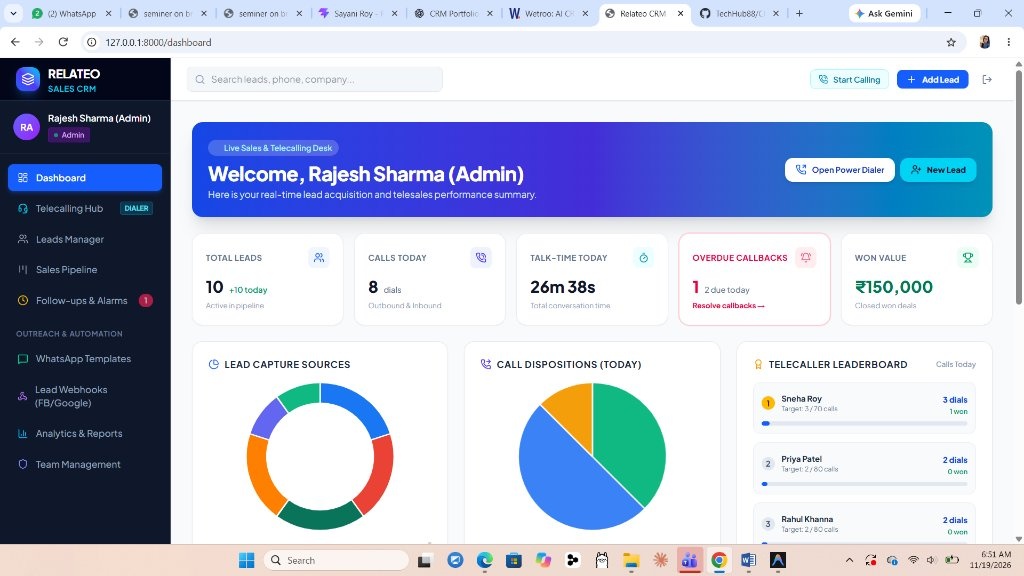 2 (2) WhatsApp
seminer on br
seminer on br
Sayani Roy - F
CRM Portfolio
Wetroo: AI CR
Relateo CRM
TechHub88/C
Ask Gemini
127.0.0.1:8000/dashboard
RELATEO
SALES CRM
Search leads, phone, company...
Start Calling
Add Lead
RA
Rajesh Sharma (Admin)
Admin
Dashboard
Telecalling Hub DIALER
Leads Manager
Sales Pipeline
Follow-ups & Alarms 1
OUTREACH & AUTOMATION
WhatsApp Templates
Lead Webhooks
(FB/Google)
Analytics & Reports
Team Management
Live Sales & Telecalling Desk
Welcome, Rajesh Sharma (Admin)
Here is your real-time lead acquisition and telesales performance summary.
Open Power Dialer
New Lead
TOTAL LEADS
10 +10 today
Active in pipeline
CALLS TODAY
8 dials
Outbound & Inbound
TALK-TIME TODAY
26m 38s
Total conversation time
OVERDUE CALLBACKS
1 2 due today
Resolve callbacks →
WON VALUE
₹150,000
Closed won deals
LEAD CAPTURE SOURCES
CALL DISPOSITIONS (TODAY)
TELECALLER LEADERBOARD Calls Today
1 Sneha Roy 3 dials
Target: 3 / 70 calls 1 won
2 Priya Patel 2 dials
Target: 2 / 80 calls 0 won
3 Rahul Khanna 2 dials
Target: 2 / 80 calls 0 won
Search
6:51 AM
11/19/2026